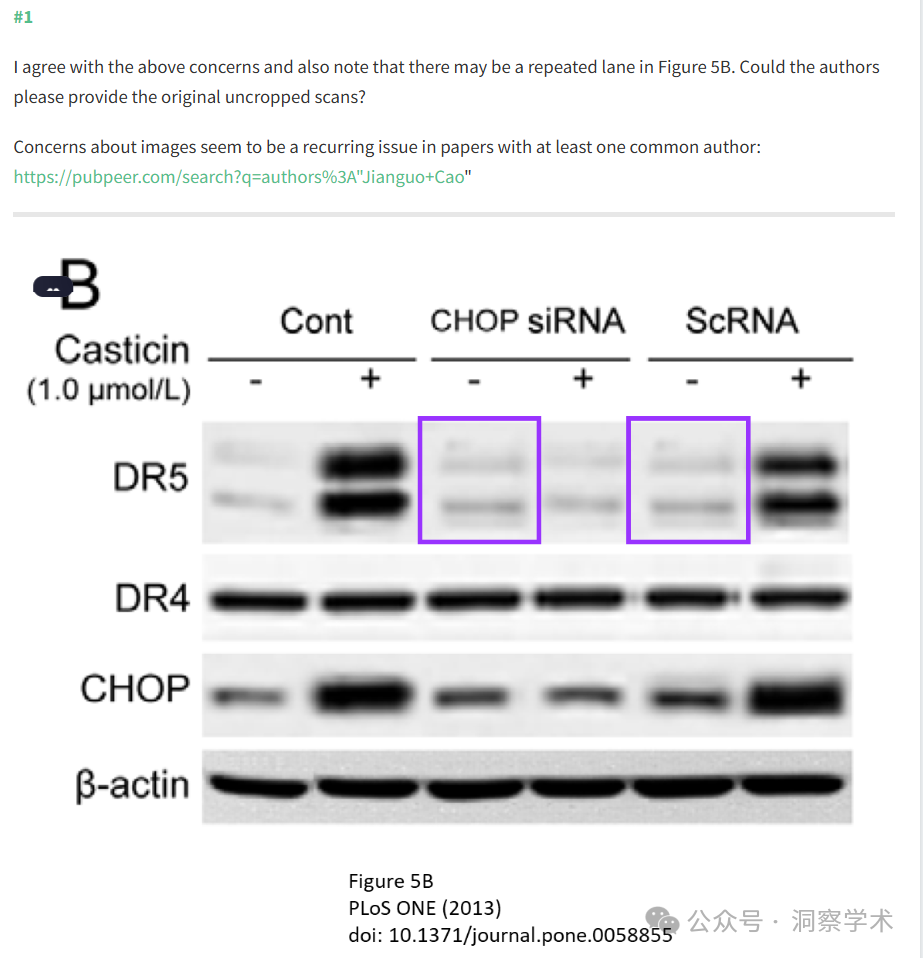 #1
I agree with the above concerns and also note that there may be a repeated lane in Figure 5B. Could the authors
please provide the original uncropped scans?
Concerns about images seem to be a recurring issue in papers with at least one common author:
https://pubpeer.com/search?q=authors%3A"Jianguo+Cao"
B
Cont CHOP siRNA ScRNA
Casticin
(1.0 μmol/L) - + - + - +
DR5
DR4
CHOP
β-actin
Figure 5B
PLoS ONE (2013)
doi: 10.1371/journal.pone.0058855
公众号 · 洞察学术